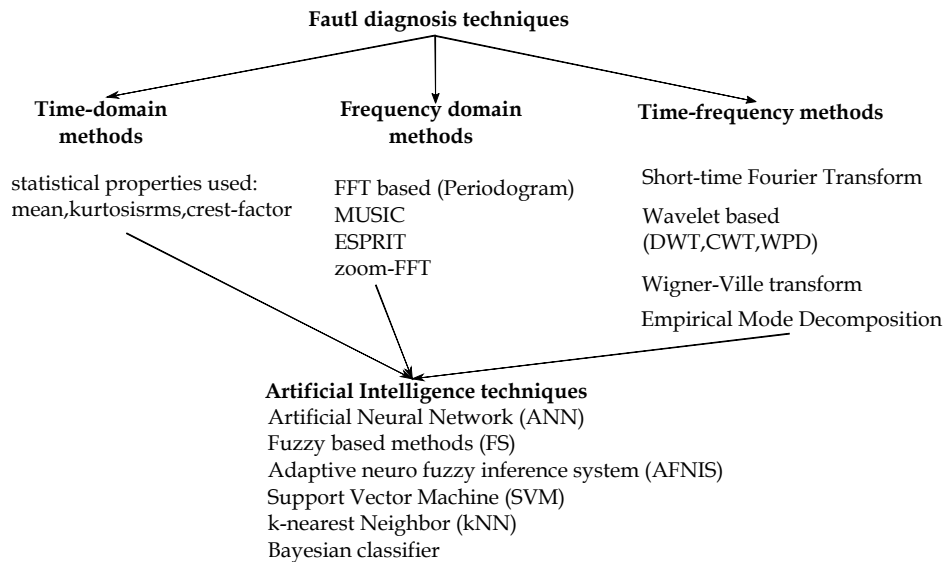 Fautl diagnosis techniques
Time-domain
methods
statistical properties used:
mean,kurtosisrms,crest-factor
Frequency domain
methods
FFT based (Periodogram)
MUSIC
ESPRIT
zoom-FFT
Time-frequency methods
Short-time Fourier Transform
Wavelet based
(DWT,CWT,WPD)
Wigner-Ville transform
Empirical Mode Decomposition
Artificial Intelligence techniques
Artificial Neural Network (ANN)
Fuzzy based methods (FS)
Adaptive neuro fuzzy inference system (AFNIS)
Support Vector Machine (SVM)
k-nearest Neighbor (kNN)
Bayesian classifier